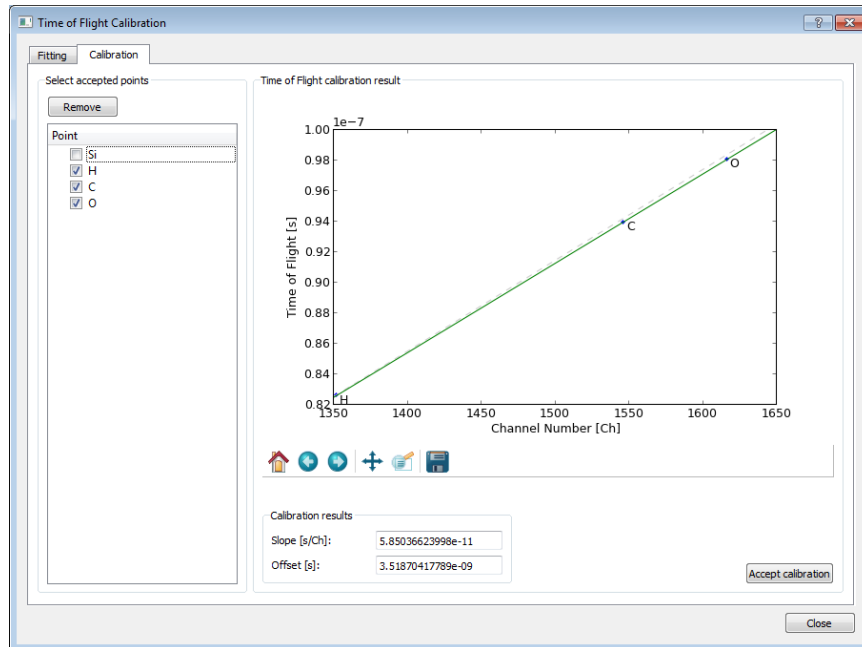 Time of Flight Calibration
Fitting Calibration
Select accepted points
Remove
Point
Si
H
C
O
Time of Flight calibration result
1e−7
1.00
0.98
0.96
0.94
0.92
0.90
0.88
0.86
0.84
0.82
Time of Flight [s]
H
C
O
1350 1400 1450 1500 1550 1600 1650
Channel Number [Ch]
Calibration results
Slope [s/Ch]: 5.85036623998e-11
Offset [s]: 3.51870417789e-09
Accept calibration
Close